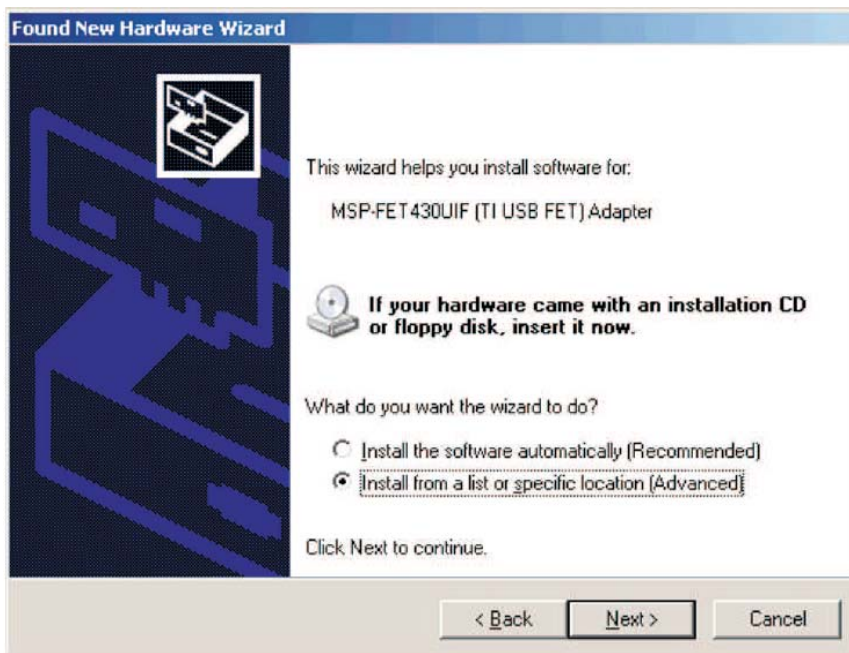 Found New Hardware Wizard
This wizard helps you install software for:
MSP-FET430UIF (TI USB FET) Adapter
If your hardware came with an installation CD
or floppy disk, insert it now.
What do you want the wizard to do?
Install the software automatically (Recommended)
Install from a list or specific location (Advanced)
Click Next to continue.
< Back Next > Cancel